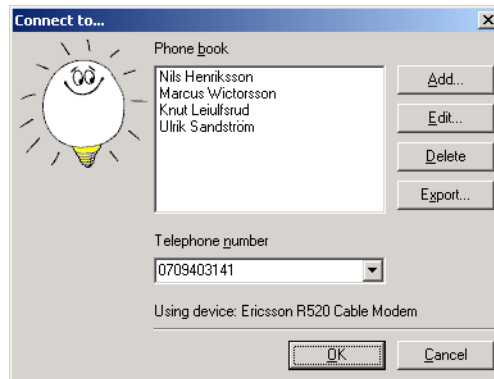 Connect to...
Phone book
Nils Henriksson
Marcus Wictorsson
Knut Leiulfsrud
Ulrik Sandström
Add...
Edit...
Delete
Export...
Telephone number
0709403141
Using device: Ericsson R520 Cable Modem
OK
Cancel